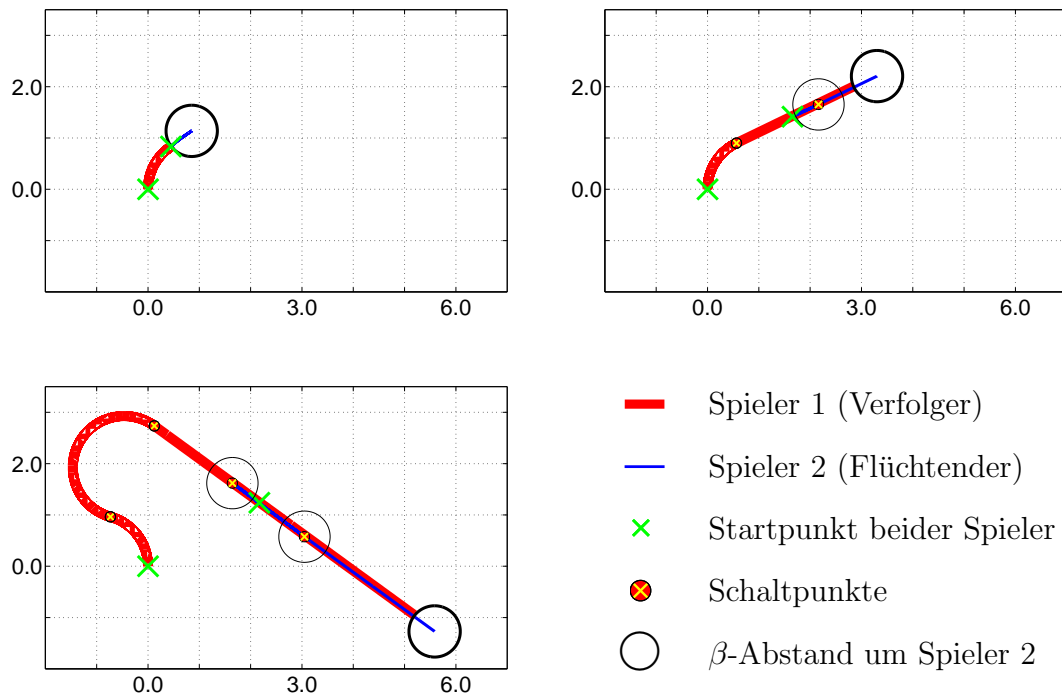 2.0
0.0
0.0 3.0 6.0
2.0
0.0
0.0 3.0 6.0
2.0
0.0
0.0 3.0 6.0
Spieler 1 (Verfolger)
Spieler 2 (Flüchtender)
Startpunkt beider Spieler
Schaltpunkte
β-Abstand um Spieler 2